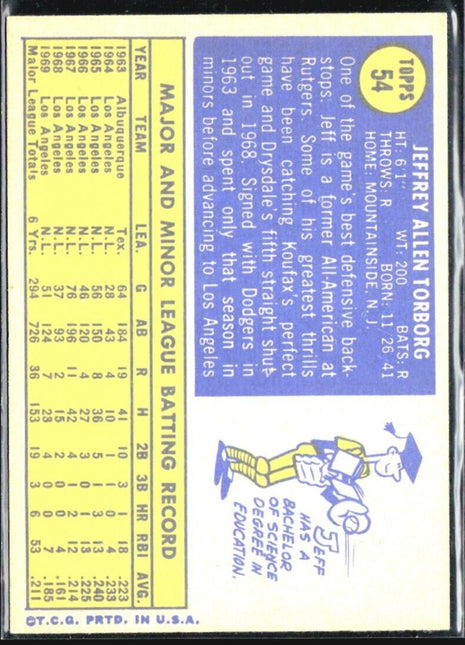 TOPPS
54
JEFFREY ALLEN TORBORG
HT: 6'1" WT: 200 BATS: R
THROWS: R BORN: 11 26 41
HOME: MOUNTAINSIDE, N.J.
One of the game's best defensive back-
stops, Jeff is a former All-American at
Rutgers. Some of his greatest thrills
have been catching Koufax's perfect
game and Drysdale's fifth straight shut-
out in 1968. Signed with Dodgers in
1963 and spent only that season in
minors before advancing to Los Angeles
JEFF
HAS A
BACHELOR
OF SCIENCE
DEGREE IN
EDUCATION.
MAJOR AND MINOR LEAGUE BATTING RECORD
YEAR TEAM LEA. G AB R H 2B 3B HR RBI AVG.
1963 Albuquerque Tex. 64 184 19 41 10 1 1 18 .223
1964 Los Angeles N.L. 28 43 4 10 1 1 0 4 .233
1965 Los Angeles N.L. 56 150 8 36 5 1 3 13 .240
1966 Los Angeles N.L. 46 120 4 27 3 0 1 13 .225
1967 Los Angeles N.L. 76 196 11 42 4 1 2 12 .214
1968 Los Angeles N.L. 37 93 2 15 2 0 0 4 .161
1969 Los Angeles N.L. 51 124 7 23 4 0 0 7 .185
Major League Totals 6 Yrs. 294 726 36 153 19 3 6 53 .211
©T.C.G. PRTD. IN U.S.A.